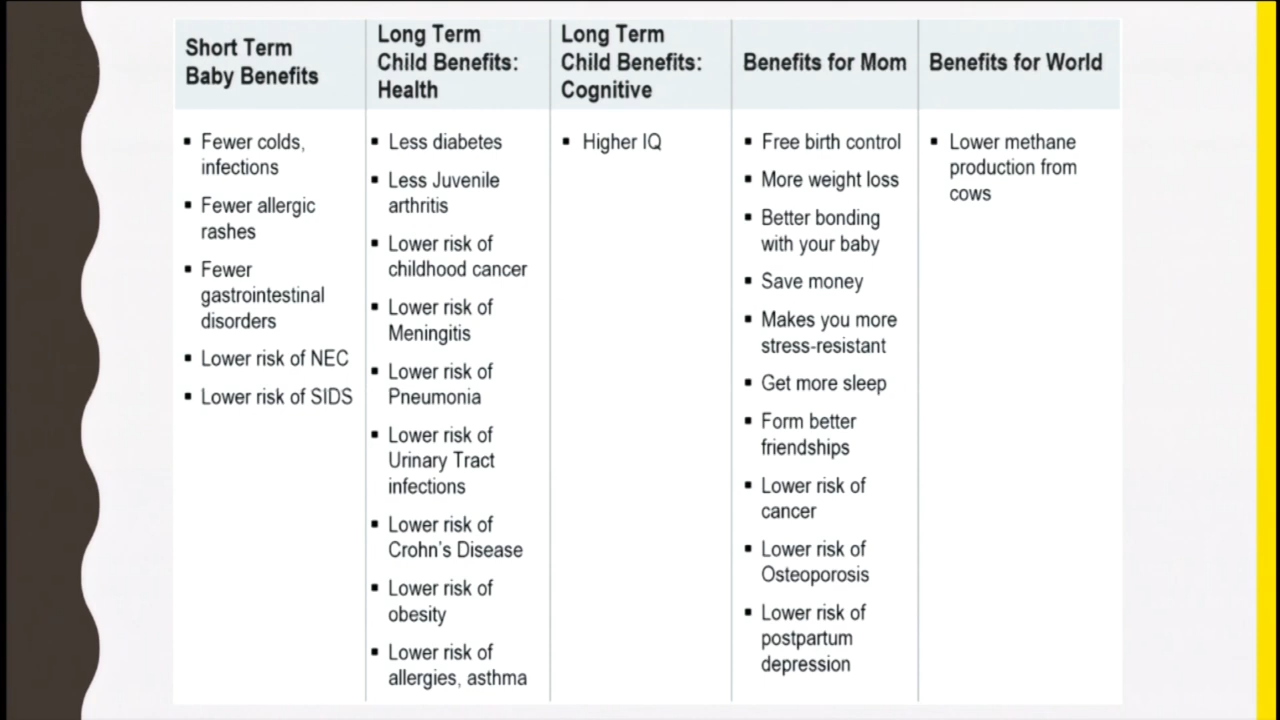 Short Term
Baby Benefits
Long Term
Child Benefits:
Health
Long Term
Child Benefits:
Cognitive
Benefits for Mom
Benefits for World
▪ Fewer colds,
infections
▪ Fewer allergic
rashes
▪ Fewer
gastrointestinal
disorders
▪ Lower risk of NEC
▪ Lower risk of SIDS
▪ Less diabetes
▪ Less Juvenile
arthritis
▪ Lower risk of
childhood cancer
▪ Lower risk of
Meningitis
▪ Lower risk of
Pneumonia
▪ Lower risk of
Urinary Tract
infections
▪ Lower risk of
Crohn's Disease
▪ Lower risk of
obesity
▪ Lower risk of
allergies, asthma
▪ Higher IQ
▪ Free birth control
▪ More weight loss
▪ Better bonding
with your baby
▪ Save money
▪ Makes you more
stress-resistant
▪ Get more sleep
▪ Form better
friendships
▪ Lower risk of
cancer
▪ Lower risk of
Osteoporosis
▪ Lower risk of
postpartum
depression
▪ Lower methane
production from
cows